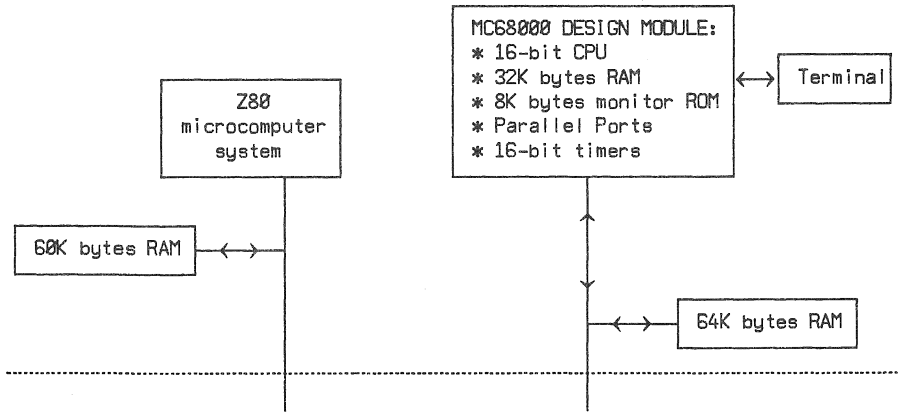 MC68000 DESIGN MODULE:
* 16-bit CPU
* 32K bytes RAM
* 8K bytes monitor ROM
* Parallel Ports
* 16-bit timers
Terminal
Z80
microcomputer
system
60K bytes RAM
64K bytes RAM